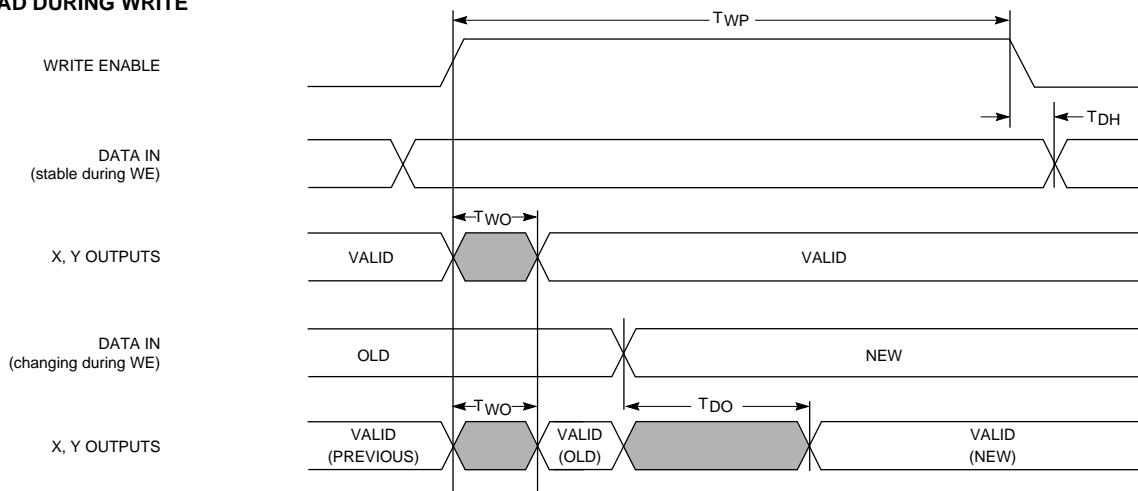 AD DURING WRITE
TWP
WRITE ENABLE
TDH
DATA IN
(stable during WE)
TWO
X, Y OUTPUTS
VALID
VALID
DATA IN
(changing during WE)
OLD
NEW
TWO
TDO
X, Y OUTPUTS
VALID
(PREVIOUS)
VALID
(OLD)
VALID
(NEW)